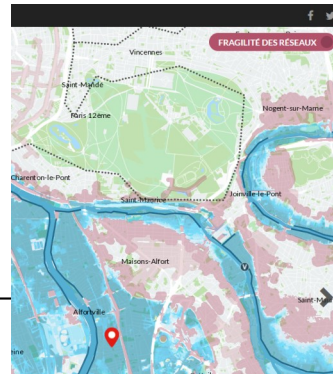 f
FRAGILITÉ DES RÉSEAUX
Vincennes
Saint-Mandé
Nogent-sur-Marne
Paris 12ème
Charenton-le-Pont
Saint-Maurice
Joinville-le-Pont
Maisons-Alfort
V
Alfortville